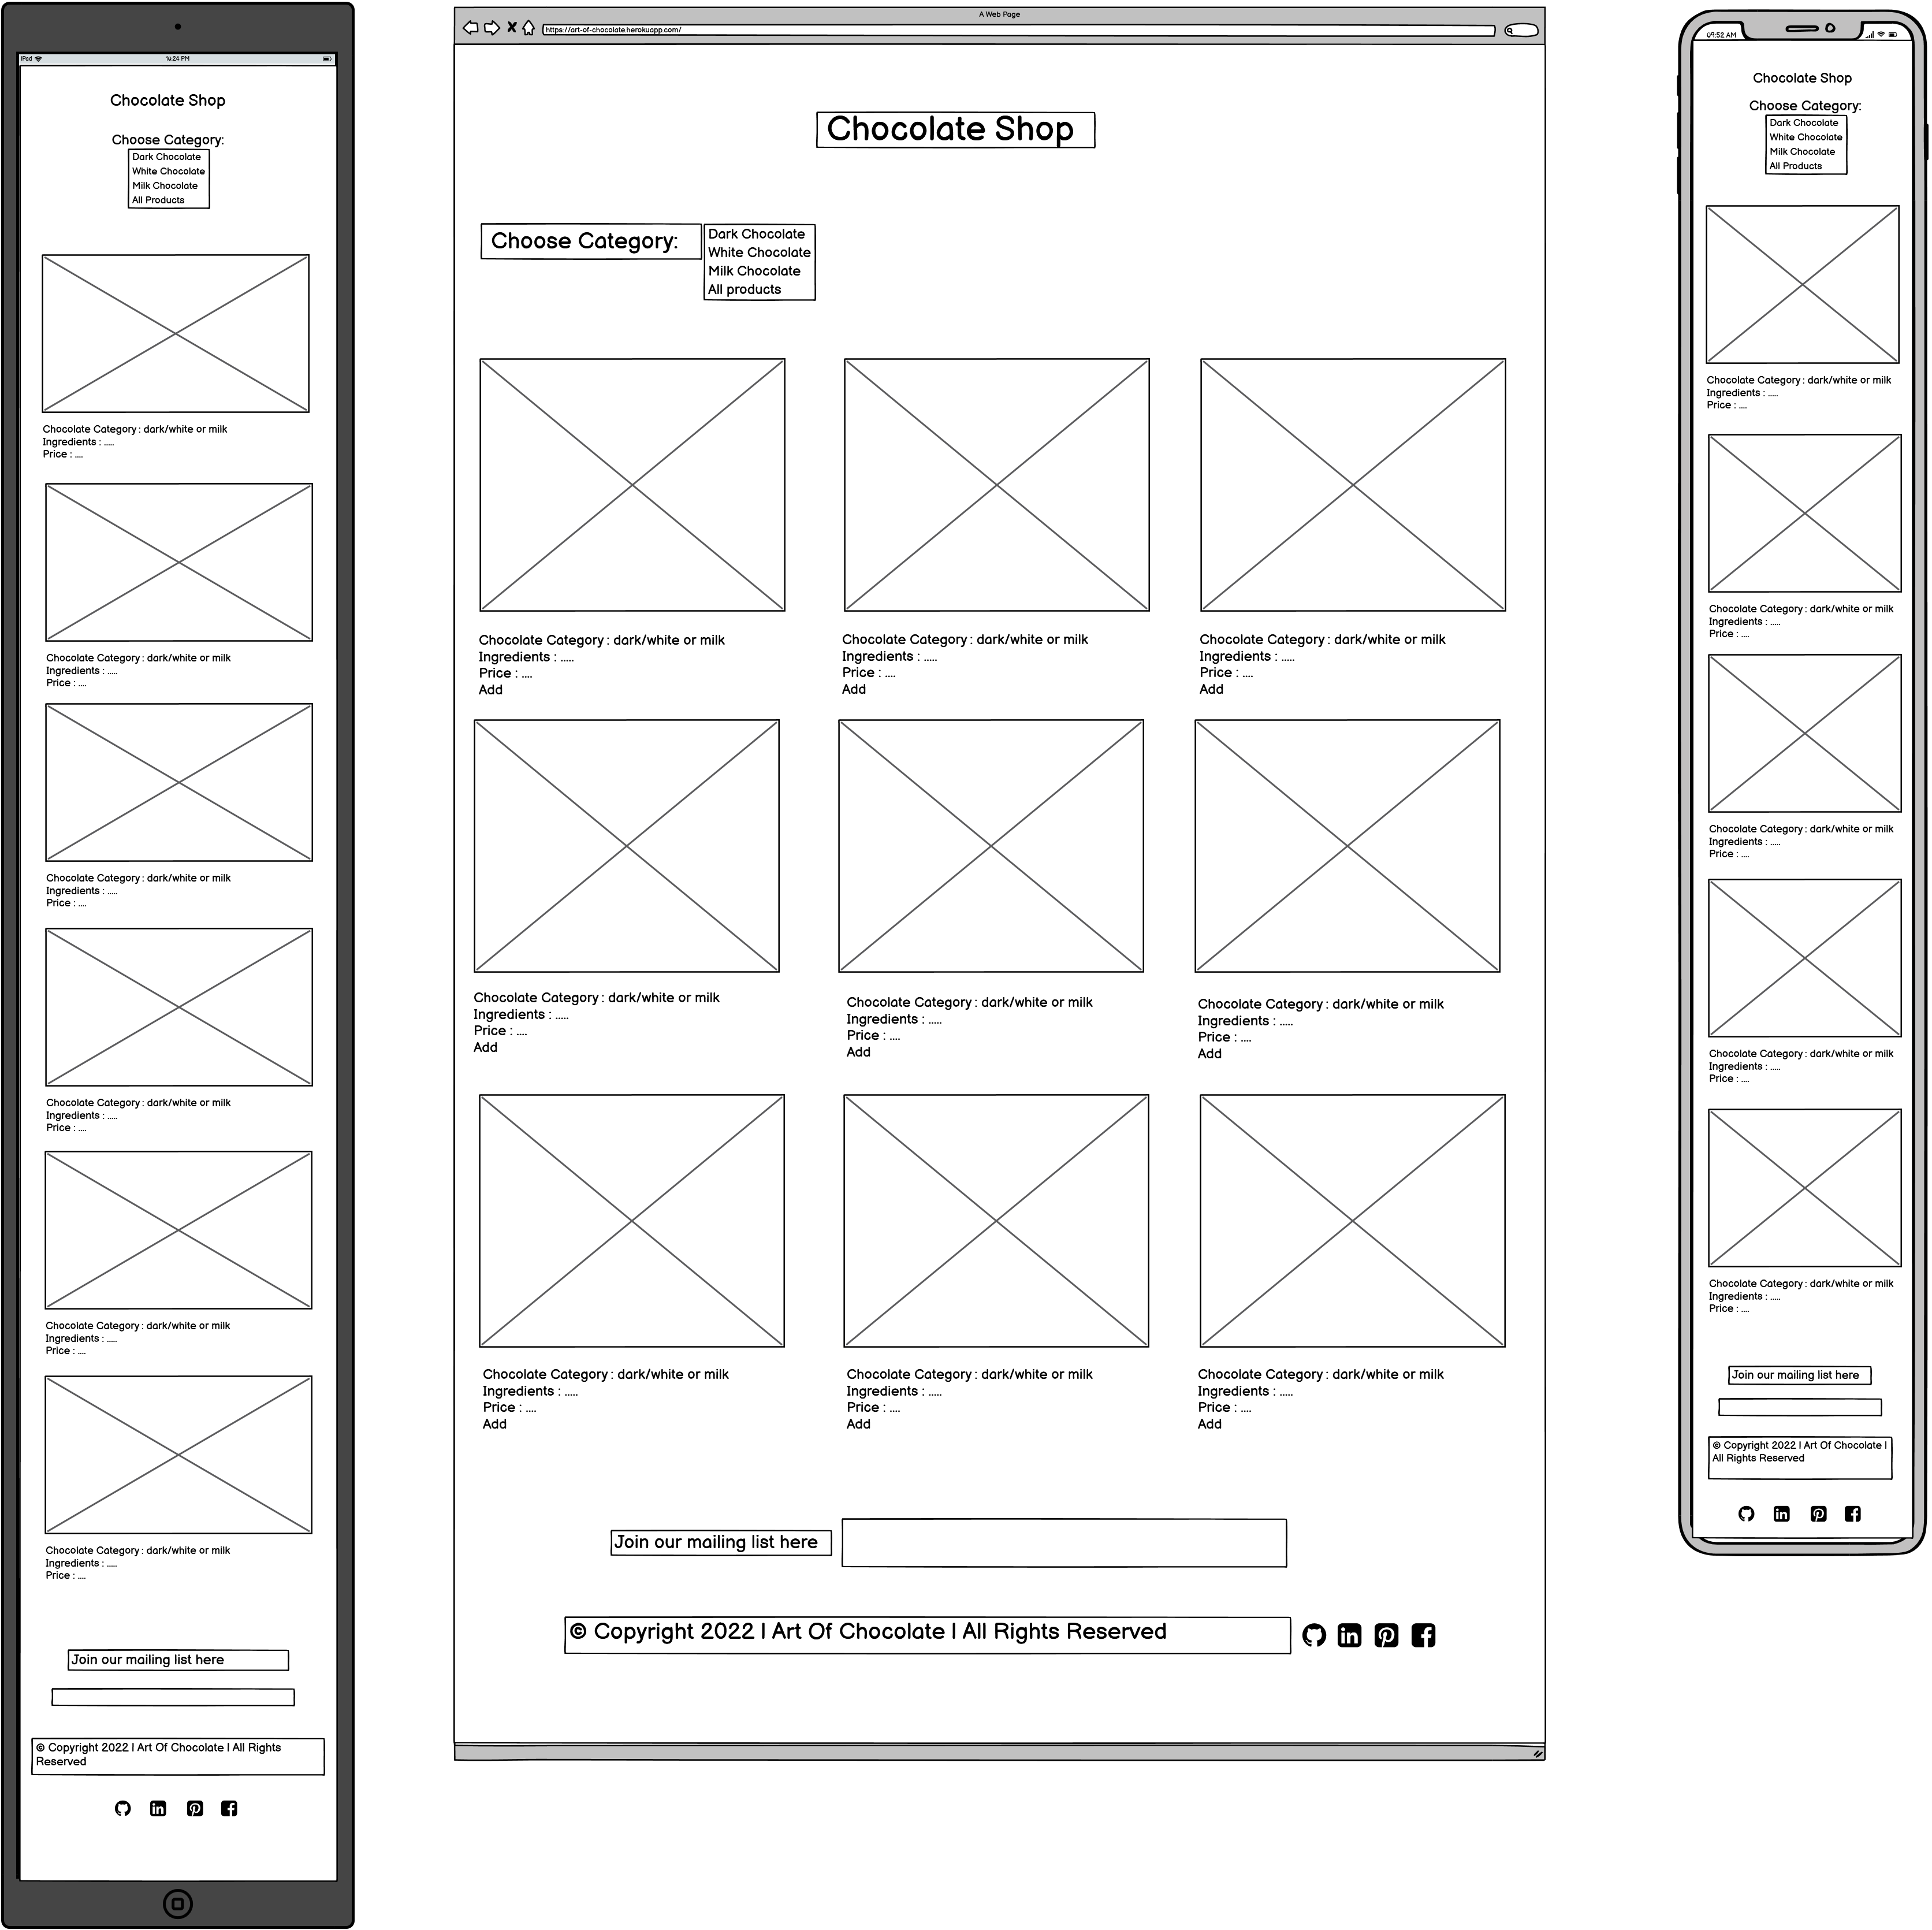 iPad
10:24 PM
Chocolate Shop
Choose Category:
Dark Chocolate
White Chocolate
Milk Chocolate
All Products
Chocolate Category : dark/white or milk
Ingredients : .....
Price : ....
Chocolate Category : dark/white or milk
Ingredients : .....
Price : ....
Chocolate Category : dark/white or milk
Ingredients : .....
Price : ....
Chocolate Category : dark/white or milk
Ingredients : .....
Price : ....
Chocolate Category : dark/white or milk
Ingredients : .....
Price : ....
Chocolate Category : dark/white or milk
Ingredients : .....
Price : ....
Join our mailing list here
© Copyright 2022 | Art Of Chocolate | All Rights
Reserved
A Web Page
https://art-of-chocolate.herokuapp.com/
Chocolate Shop
Choose Category:
Dark Chocolate
White Chocolate
Milk Chocolate
All products
Chocolate Category : dark/white or milk
Ingredients : .....
Price : ....
Add
Chocolate Category : dark/white or milk
Ingredients : .....
Price : ....
Add
Chocolate Category : dark/white or milk
Ingredients : .....
Price : ....
Add
Chocolate Category : dark/white or milk
Ingredients : .....
Price : ....
Add
Chocolate Category : dark/white or milk
Ingredients : .....
Price : ....
Add
Chocolate Category : dark/white or milk
Ingredients : .....
Price : ....
Add
Chocolate Category : dark/white or milk
Ingredients : .....
Price : ....
Add
Chocolate Category : dark/white or milk
Ingredients : .....
Price : ....
Add
Chocolate Category : dark/white or milk
Ingredients : .....
Price : ....
Add
Join our mailing list here
© Copyright 2022 | Art Of Chocolate | All Rights Reserved
09:52 AM
Chocolate Shop
Choose Category:
Dark Chocolate
White Chocolate
Milk Chocolate
All Products
Chocolate Category : dark/white or milk
Ingredients : .....
Price : ....
Chocolate Category : dark/white or milk
Ingredients : .....
Price : ....
Chocolate Category : dark/white or milk
Ingredients : .....
Price : ....
Chocolate Category : dark/white or milk
Ingredients : .....
Price : ....
Chocolate Category : dark/white or milk
Ingredients : .....
Price : ....
Join our mailing list here
© Copyright 2022 | Art Of Chocolate |
All Rights Reserved